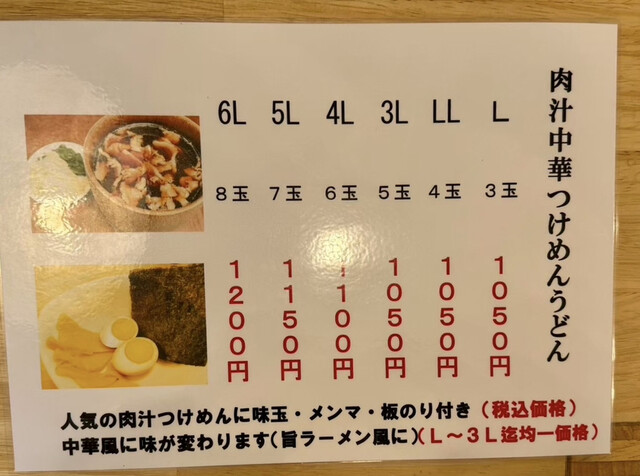 肉汁中華つけめんうどん
L 3玉 1050円
LL 4玉 1050円
3L 5玉 1050円
4L 6玉 1100円
5L 7玉 1150円
6L 8玉 1200円
人気の肉汁つけめんに味玉・メンマ・板のり付き(税込価格)
中華風に味が変わります(旨ラーメン風に)(L〜3L迄均一価格)